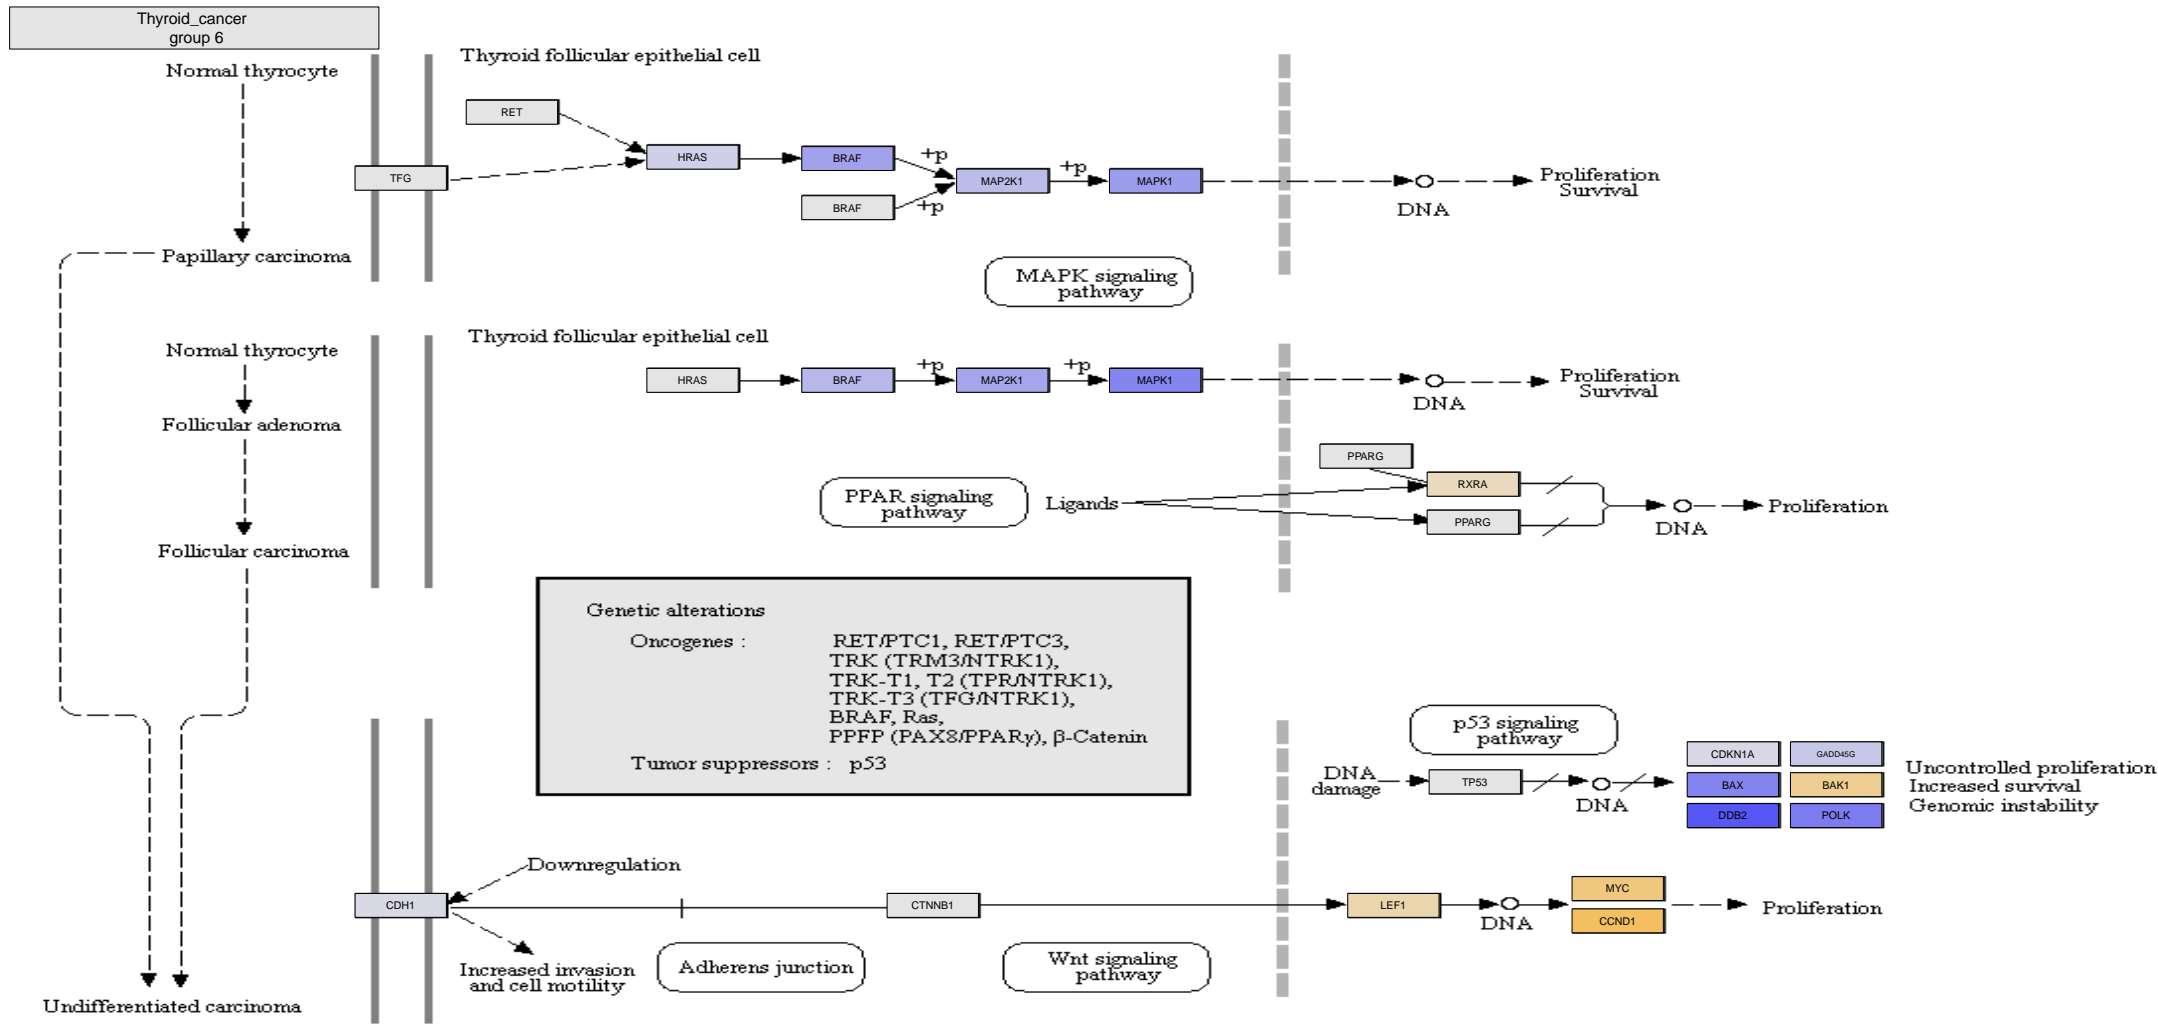 Thyroid_cancer
group 6
Normal thyrocyte
Thyroid follicular epithelial cell
RET
HRAS
BRAF
+p
+p
TFG
MAP2K1
MAPK1
BRAF
+p
DNA
Proliferation
Survival
Papillary carcinoma
MAPK signaling
pathway
Normal thyrocyte
Thyroid follicular epithelial cell
HRAS
BRAF
+p
MAP2K1
+p
MAPK1
DNA
Proliferation
Survival
Follicular adenoma
PPARG
PPAR signaling
pathway
Ligands
RXRA
PPARG
DNA
Proliferation
Follicular carcinoma
Genetic alterations
Oncogenes :
RET/PTC1, RET/PTC3,
TRK (TRM3/NTRK1),
TRK-T1, T2 (TPR/NTRK1),
TRK-T3 (TFG/NTRK1),
BRAF, Ras,
PPFP (PAX8/PPARγ), β-Catenin
Tumor suppressors : p53
p53 signaling
pathway
DNA
damage
TP53
DNA
CDKN1A
GADD45G
BAX
BAK1
DDB2
POLK
Uncontrolled proliferation
Increased survival
Genomic instability
Downregulation
CDH1
CTNNB1
LEF1
DNA
MYC
CCND1
Proliferation
Increased invasion
and cell motility
Adherens junction
Wnt signaling
pathway
Undifferentiated carcinoma